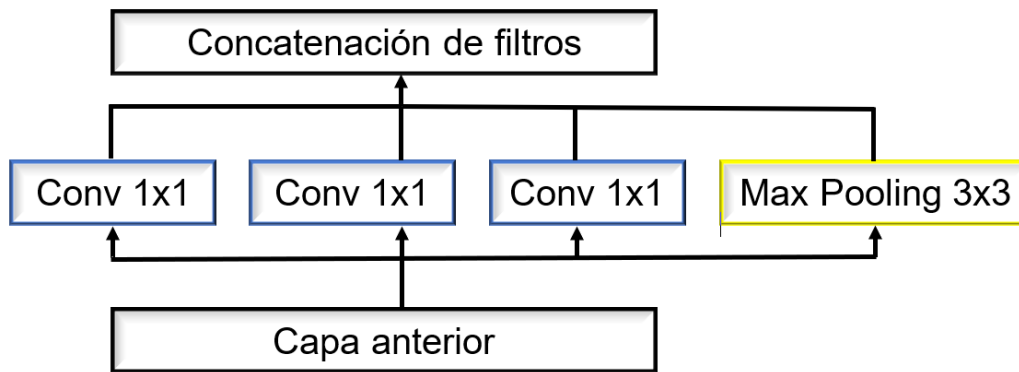 Concatenación de filtros
Conv 1x1
Conv 1x1
Conv 1x1
Max Pooling 3x3
Capa anterior